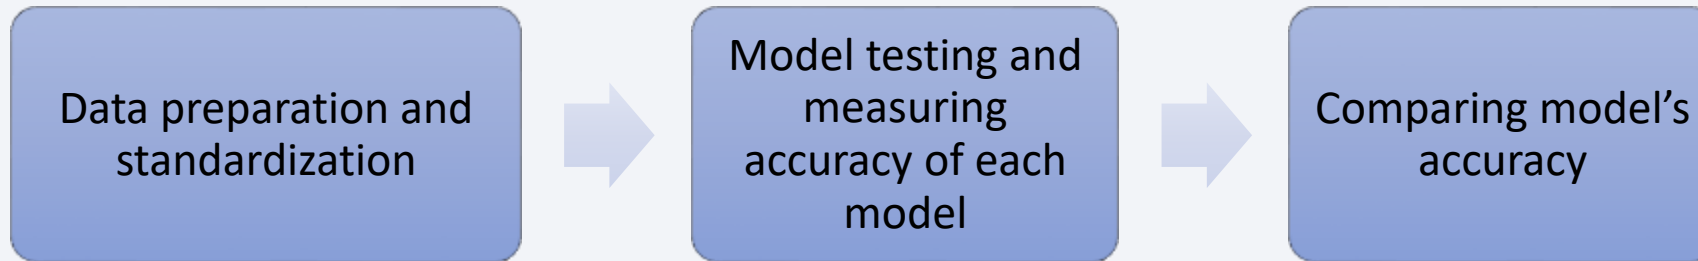 Data preparation and
standardization
Model testing and
measuring
accuracy of each
model
Comparing model’s
accuracy